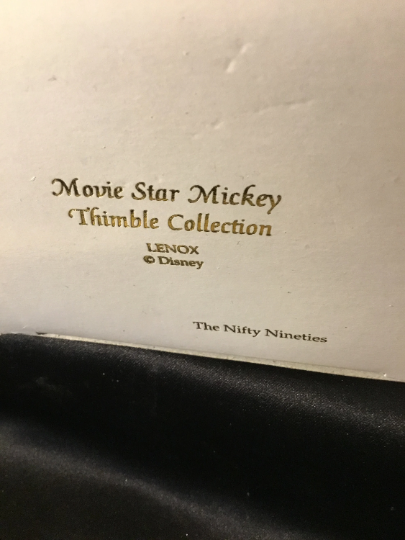 Movie Star Mickey
Thimble Collection
LENOX
© Disney
The Nifty Nineties